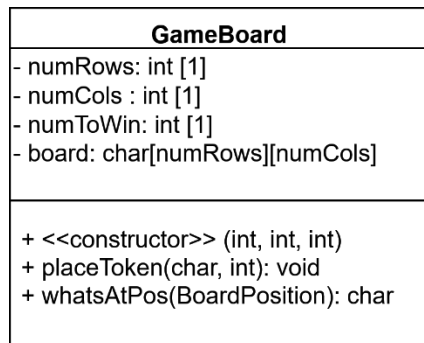 GameBoard
- numRows: int [1]
- numCols : int [1]
- numToWin: int [1]
- board: char[numRows][numCols]
+ <<constructor>> (int, int, int)
+ placeToken(char, int): void
+ whatsAtPos(BoardPosition): char